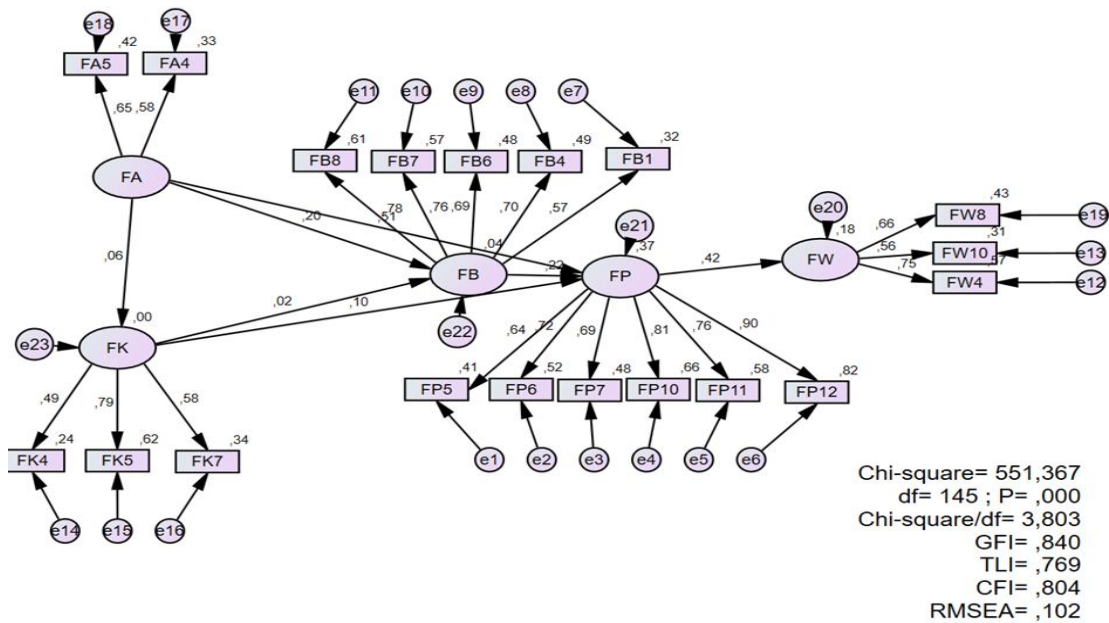 e18
e17
,42
,33
FA5
FA4
,65
,58
FA
e11
e10
e9
e8
e7
,61
,57
,48
,49
,32
FB8
FB7
FB6
FB4
FB1
,78
,76
,69
,70
,57
,20
,51
,04
,06
e21
,37
e20
,18
,43
FB
,22
FP
,42
FW
,66
,56
,75
FW8
e19
,31
FW10
e13
,57
FW4
e12
,02
,10
e22
,00
e23
FK
,64
,72
,69
,81
,76
,90
,41
,52
,48
,66
,58
,82
FP5
FP6
FP7
FP10
FP11
FP12
,49
,79
,58
,24
,62
,34
FK4
FK5
FK7
e1
e2
e3
e4
e5
e6
e14
e15
e16
Chi-square= 551,367
df= 145 ; P= ,000
Chi-square/df= 3,803
GFI= ,840
TLI= ,769
CFI= ,804
RMSEA= ,102